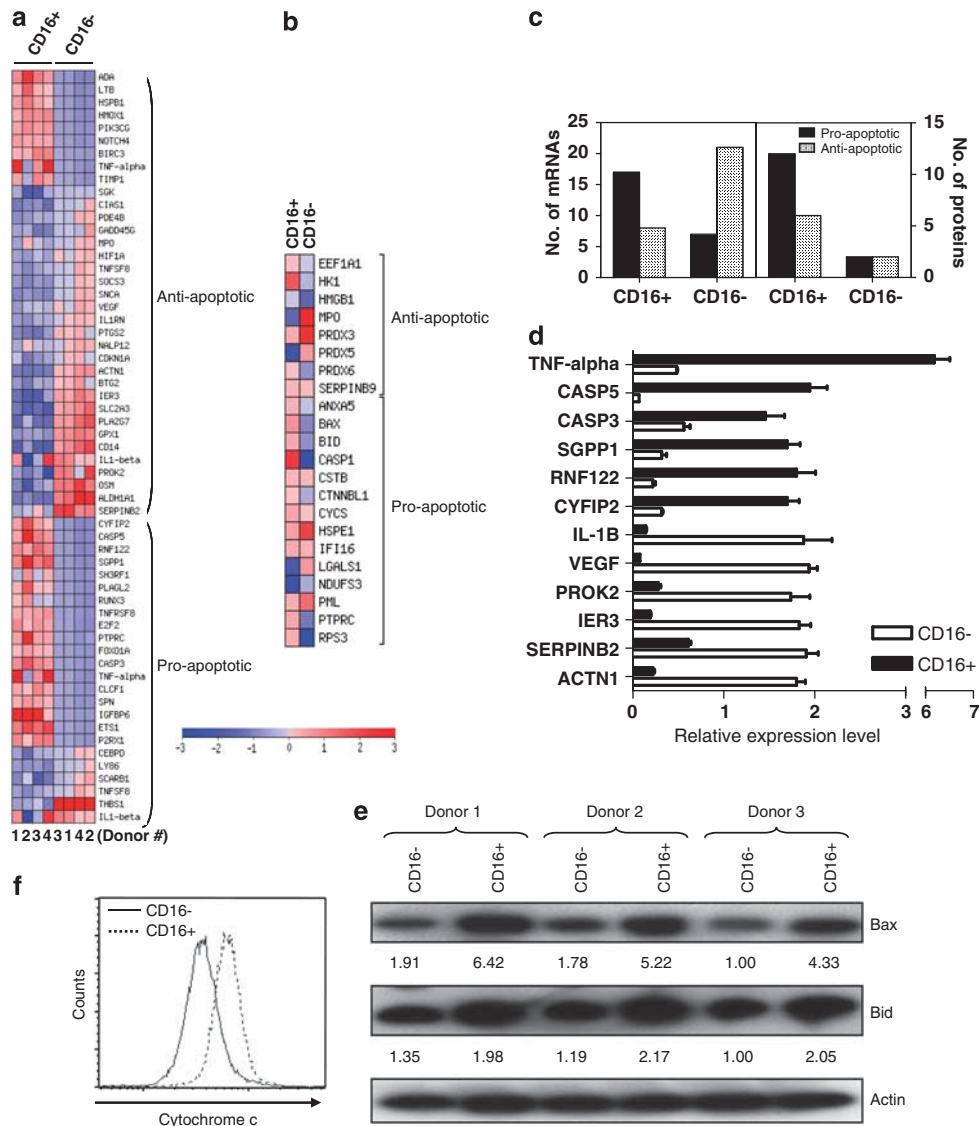 a
CD16+
CD16-
ADA
LTB
HSPB1
HMOX1
PIK3CG
NOTCH4
BIRC3
TNF-alpha
TIMP1
SGK
CIAS1
PDE4B
GADD45G
MPO
HIF1A
TNFSF8
SOCS3
SNCA
VEGF
IL1RN
PTGS2
NALP12
CDKN1A
ACTN1
BTG2
IER3
SLC2A3
PLA2G7
GPX1
CD14
IL1-beta
PROK2
OSM
ALDH1A1
SERPINB2
Anti-apoptotic
CYFIP2
CASP5
RNF122
SGPP1
SH3RF1
PLAGL2
RUNX3
TNFRSF8
E2F2
PTPRC
FOXO1A
CASP3
TNF-alpha
CLCF1
SPN
IGFBP6
ETS1
P2RX1
CEBPD
LY86
SCARB1
TNFSF8
THBS1
IL1-beta
Pro-apoptotic
1 2 3 4 3 1 4 2 (Donor #)
-3 -2 -1 0 1 2 3
b
CD16+
CD16-
EEF1A1
HK1
HMGB1
MPO
PRDX3
PRDX5
PRDX6
SERPINB9
Anti-apoptotic
ANXA5
BAX
BID
CASP1
CSTB
CTNNBL1
CYCS
HSPE1
IFI16
LGALS1
NDUFS3
PML
PTPRC
RPS3
Pro-apoptotic
c
No. of mRNAs
25
20
15
10
5
0
Pro-apoptotic
Anti-apoptotic
15
10
5
0
No. of proteins
CD16+ CD16- CD16+ CD16-
d
TNF-alpha
CASP5
CASP3
SGPP1
RNF122
CYFIP2
IL-1B
VEGF
PROK2
IER3
SERPINB2
ACTN1
CD16-
CD16+
0 1 2 3 6 7
Relative expression level
e
Donor 1 Donor 2 Donor 3
CD16- CD16+ CD16- CD16+ CD16- CD16+
Bax
1.91 6.42 1.78 5.22 1.00 4.33
Bid
1.35 1.98 1.19 2.17 1.00 2.05
Actin
f
CD16-
CD16+
Counts
Cytochrome c